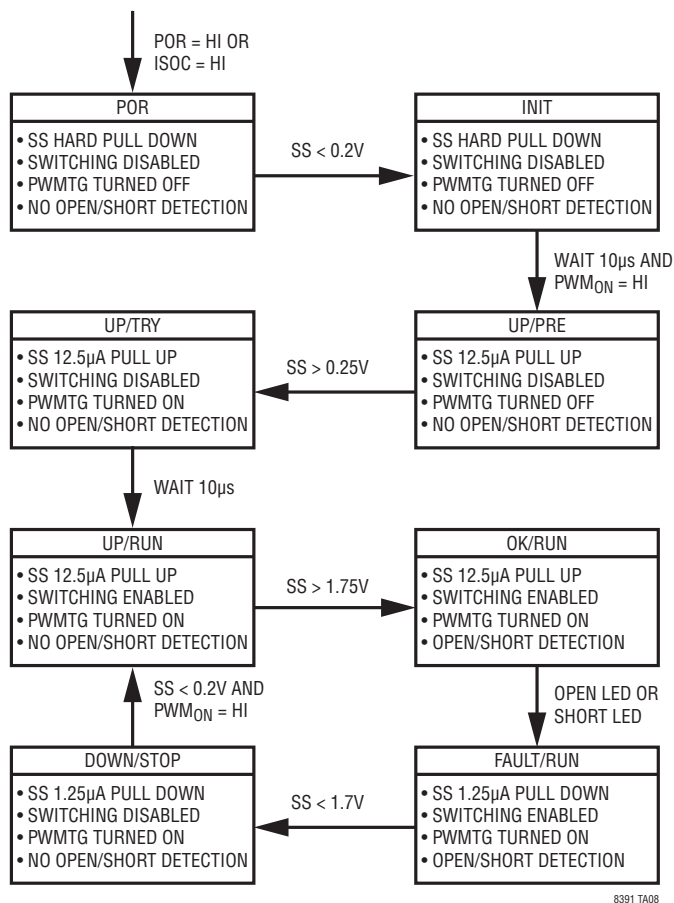 POR = HI OR
ISOC = HI
POR
• SS HARD PULL DOWN
• SWITCHING DISABLED
• PWMTG TURNED OFF
• NO OPEN/SHORT DETECTION
SS < 0.2V
INIT
• SS HARD PULL DOWN
• SWITCHING DISABLED
• PWMTG TURNED OFF
• NO OPEN/SHORT DETECTION
WAIT 10µs AND
PWMON = HI
UP/PRE
• SS 12.5µA PULL UP
• SWITCHING DISABLED
• PWMTG TURNED OFF
• NO OPEN/SHORT DETECTION
SS > 0.25V
UP/TRY
• SS 12.5µA PULL UP
• SWITCHING DISABLED
• PWMTG TURNED ON
• NO OPEN/SHORT DETECTION
WAIT 10µs
UP/RUN
• SS 12.5µA PULL UP
• SWITCHING ENABLED
• PWMTG TURNED ON
• NO OPEN/SHORT DETECTION
SS > 1.75V
OK/RUN
• SS 12.5µA PULL UP
• SWITCHING ENABLED
• PWMTG TURNED ON
• OPEN/SHORT DETECTION
OPEN LED OR
SHORT LED
FAULT/RUN
• SS 1.25µA PULL DOWN
• SWITCHING ENABLED
• PWMTG TURNED ON
• OPEN/SHORT DETECTION
SS < 1.7V
DOWN/STOP
• SS 1.25µA PULL DOWN
• SWITCHING DISABLED
• PWMTG TURNED ON
• NO OPEN/SHORT DETECTION
SS < 0.2V AND
PWMON = HI
8391 TA08